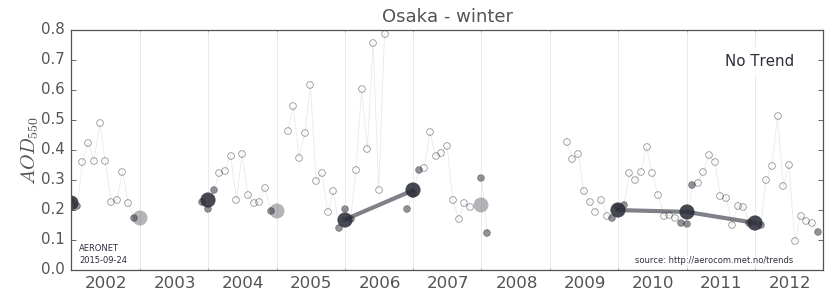 Osaka - winter
0.8
0.7
0.6
0.5
0.4
0.3
0.2
0.1
0.0
AOD550
No Trend
AERONET
2015-09-24
source: http://aerocom.met.no/trends
2002 2003 2004 2005 2006 2007 2008 2009 2010 2011 2012